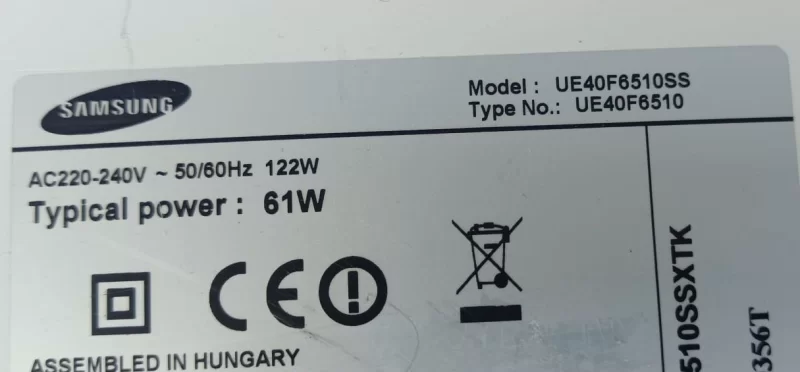 SAMSUNG
Model : UE40F6510SS
Type No.: UE40F6510
AC220-240V ~ 50/60Hz 122W
Typical power : 61W
CE
ASSEMBLED IN HUNGARY
510SSXTK
356T